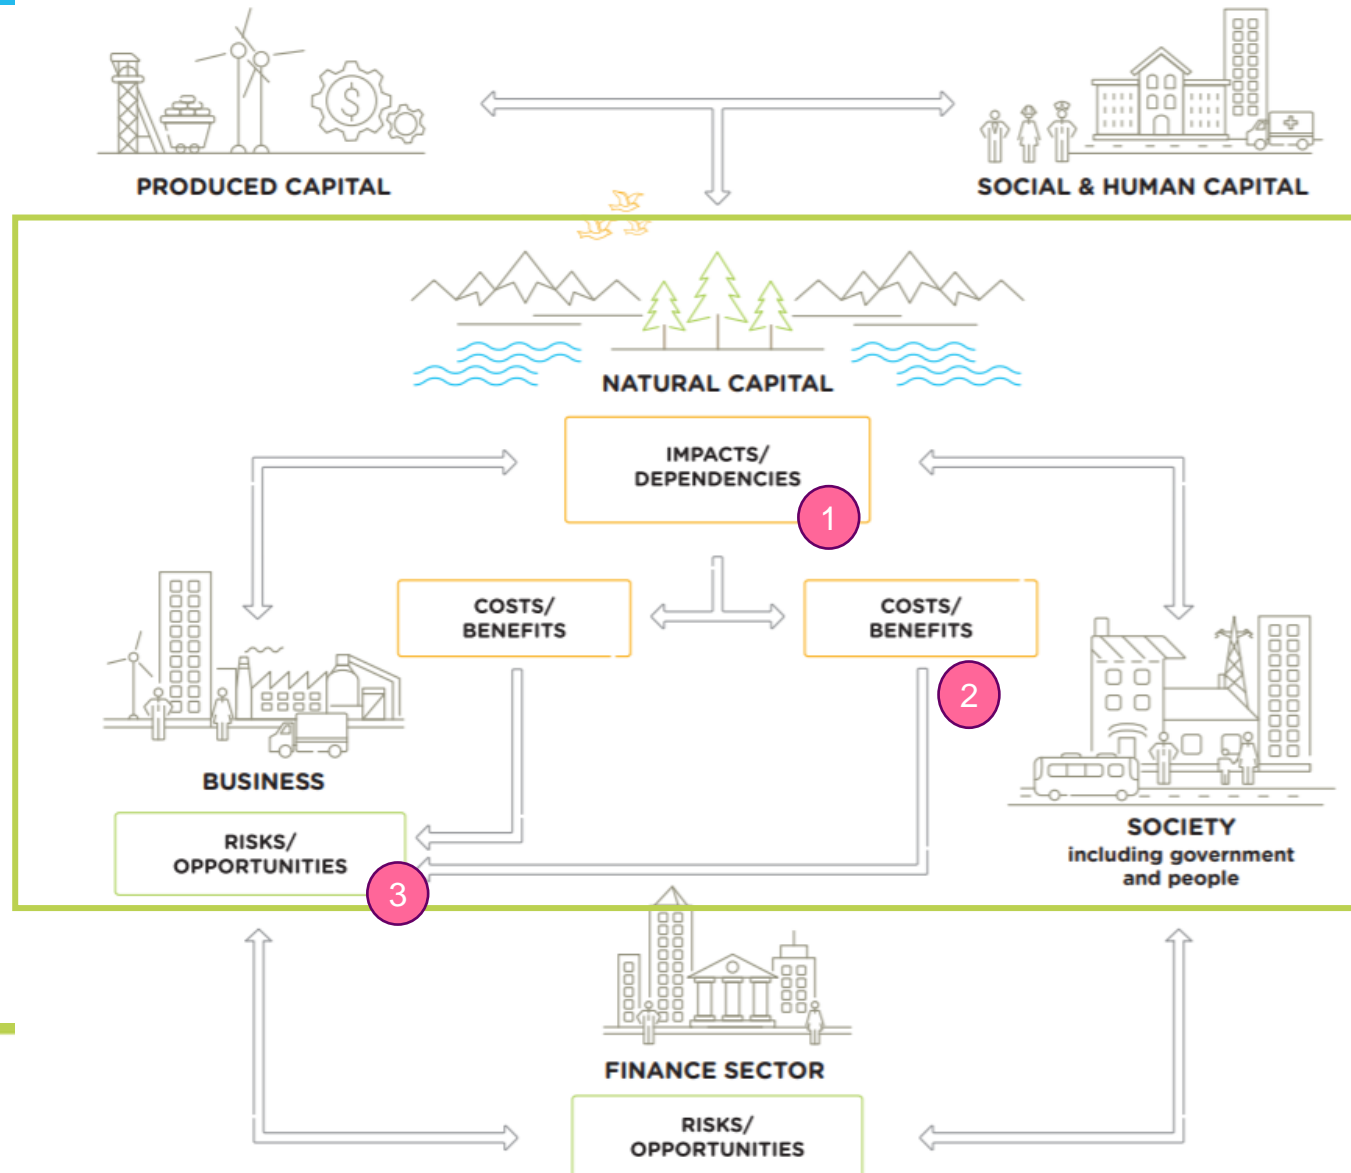 $
PRODUCED CAPITAL
SOCIAL & HUMAN CAPITAL
NATURAL CAPITAL
IMPACTS/
DEPENDENCIES
1
COSTS/
BENEFITS
COSTS/
BENEFITS
2
BUSINESS
RISKS/
OPPORTUNITIES
3
SOCIETY
including government
and people
FINANCE SECTOR
RISKS/
OPPORTUNITIES